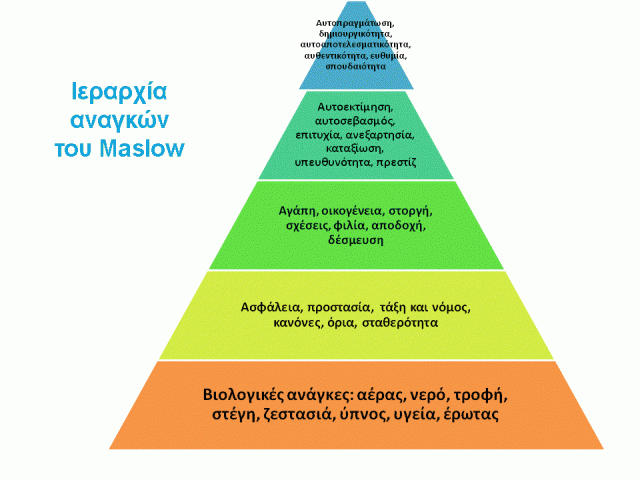 Ιεραρχία
αναγκών
του Maslow
Αυτοπραγμάτωση,
δημιουργικότητα,
αυτοαποτελεσματικότητα,
αυθεντικότητα, ευθυμία,
σπουδαιότητα
Αυτοεκτίμηση,
αυτοσεβασμός,
επιτυχία, ανεξαρτησία,
καταξίωση,
υπευθυνότητα, πρεστίζ
Αγάπη, οικογένεια, στοργή,
σχέσεις, φιλία, αποδοχή,
δέσμευση
Ασφάλεια, προστασία, τάξη και νόμος,
κανόνες, όρια, σταθερότητα
Βιολογικές ανάγκες: αέρας, νερό, τροφή,
στέγη, ζεστασιά, ύπνος, υγεία, έρωτας